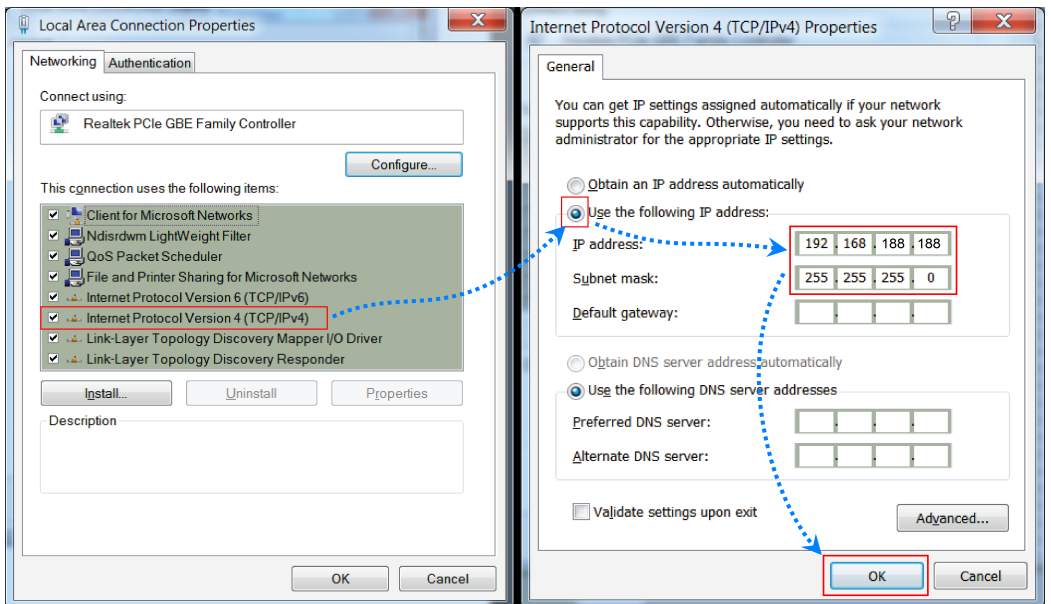 Local Area Connection Properties
Networking
Authentication
Connect using:
Realtek PCIe GBE Family Controller
Configure...
This connection uses the following items:
Client for Microsoft Networks
Ndisrdwm LightWeight Filter
QoS Packet Scheduler
File and Printer Sharing for Microsoft Networks
Internet Protocol Version 6 (TCP/IPv6)
Internet Protocol Version 4 (TCP/IPv4)
Link-Layer Topology Discovery Mapper I/O Driver
Link-Layer Topology Discovery Responder
Install...
Uninstall
Properties
Description
OK
Cancel
Internet Protocol Version 4 (TCP/IPv4) Properties
General
You can get IP settings assigned automatically if your network
supports this capability. Otherwise, you need to ask your network
administrator for the appropriate IP settings.
Obtain an IP address automatically
Use the following IP address:
IP address: 192 . 168 . 188 . 188
Subnet mask: 255 . 255 . 255 . 0
Default gateway: . . .
Obtain DNS server address automatically
Use the following DNS server addresses
Preferred DNS server: . . .
Alternate DNS server: . . .
Validate settings upon exit
Advanced...
OK
Cancel